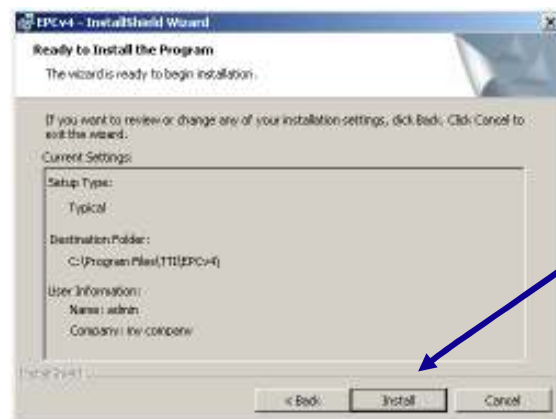 EPCv4 - InstallShield Wizard
Ready to Install the Program
The wizard is ready to begin installation.
If you want to review or change any of your installation settings, click Back. Click Cancel to
exit the wizard.
Current Settings:
Setup Type:
Typical
Destination Folder:
C:\Program Files\TTI\EPCv4\
User Information:
Name: admin
Company: my company
InstallShield
< Back
Install
Cancel